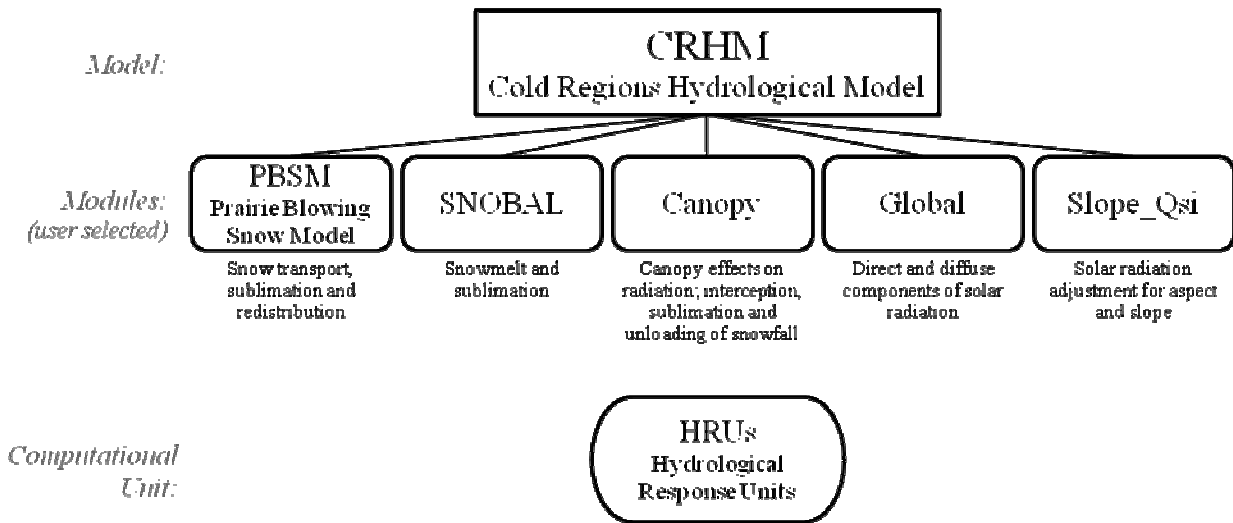 Model:
CRHM
Cold Regions Hydrological Model
Modules:
(user selected)
PBSM
Prairie Blowing
Snow Model
Snow transport,
sublimation and
redistribution
SNOBAL
Snowmelt and
sublimation
Canopy
Canopy effects on
radiation; interception,
sublimation and
unloading of snowfall
Global
Direct and diffuse
components of solar
radiation
Slope_Qsi
Solar radiation
adjustment for aspect
and slope
Computational
Unit:
HRUs
Hydrological
Response Units